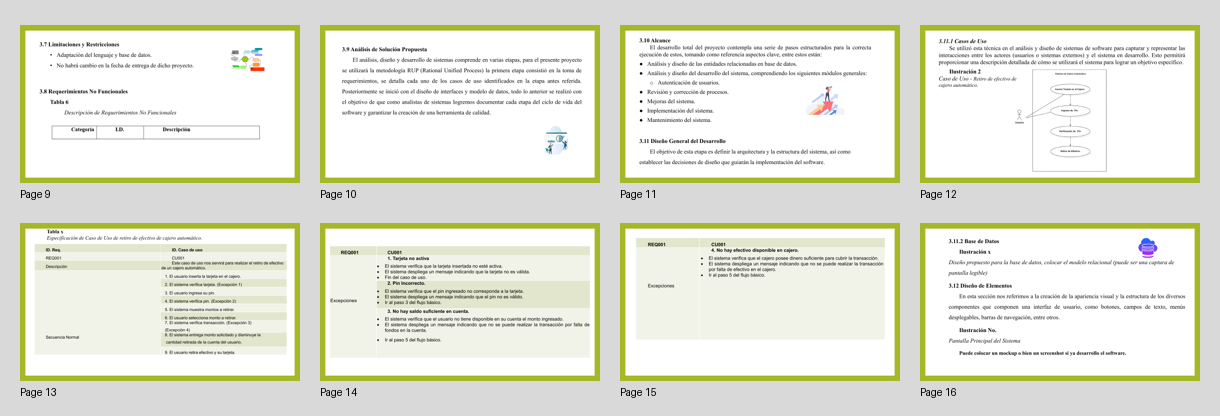 3.7 Limitaciones y Restricciones
• Adaptación del lenguaje y base de datos.
• No habrá cambio en la fecha de entrega de dicho proyecto.
3.8 Requerimientos No Funcionales
Tabla 6
Descripción de Requerimientos No Funcionales
Categoría I.D. Descripción
Page 9
3.9 Análisis de Solución Propuesta
El análisis, diseño y desarrollo de sistemas comprende en varias etapas, para el presente proyecto
se utilizará la metodología RUP (Rational Unified Process) la primera etapa consistió en la toma de
requerimientos, se detalla cada uno de los casos de uso identificados en la etapa antes referida.
Posteriormente se inició con el diseño de interfaces y modelo de datos, todo lo anterior se realizó con
el objetivo de que como analistas de sistemas logremos documentar cada etapa del ciclo de vida del
software y garantizar la creación de una herramienta de calidad.
Page 10
3.10 Alcance
El desarrollo total del proyecto contempla una serie de pasos estructurados para la correcta
ejecución de estos, tomando como referencia aspectos clave, entre estos están:
● Análisis y diseño de las entidades relacionadas en base de datos.
● Análisis y diseño del desarrollo del sistema, comprendiendo los siguientes módulos generales:
○ Autenticación de usuarios.
● Revisión y corrección de procesos.
● Mejoras del sistema.
● Implementación del sistema.
● Mantenimiento del sistema.
3.11 Diseño General del Desarrollo
El objetivo de esta etapa es definir la arquitectura y la estructura del sistema, así como
establecer las decisiones de diseño que guiarán la implementación del software.
Page 11
3.11.1 Casos de Uso
Se utilizó esta técnica en el análisis y diseño de sistemas de software para capturar y representar las
interacciones entre los actores (usuarios o sistemas externos) y el sistema en cuestión. Esto permitirá
proporcionar una descripción detallada de cómo se utilizará el sistema para lograr un objetivo específico.
Ilustración 2
Caso de Uso - Retiro de efectivo de
cajero automático.
Page 12
Tabla x
Especificación de Caso de Uso de retiro de efectivo de cajero automático.
ID. Req. ID. Caso de uso
REQ001 CU001
Descripción Este caso de uso nos servirá para realizar el retiro de efectivo
de un cajero automático.
1. El usuario inserta la tarjeta en el cajero.
2. El sistema verifica tarjeta. (Excepción 1)
3. El usuario ingresa su pin.
4. El sistema verifica pin. (Excepción 2)
5. El sistema muestra montos a retirar.
6. El usuario selecciona monto a retirar.
7. El sistema verifica transacción. (Excepción 3)
(Excepción 4)
Secuencia Normal 8. El sistema entrega monto solicitado y disminuye la
cantidad retirada de la cuenta del usuario.
9. El usuario retira efectivo y su tarjeta.
Page 13
REQ001 CU001
1. Tarjeta no activa
• El sistema verifica que la tarjeta insertada no esté activa.
• El sistema despliega un mensaje indicando que la tarjeta no es válida.
• Fin del caso de uso.
2. Pin Incorrecto.
• El sistema verifica que el pin ingresado no corresponda a la tarjeta.
• El sistema despliega un mensaje indicando que el pin no es válido.
Excepciones • Ir al paso 3 del flujo básico.
3. No hay saldo suficiente en cuenta.
• El sistema verifica que el usuario no tiene disponible en su cuenta el monto ingresado.
• El sistema despliega un mensaje indicando que no se puede realizar la transacción por falta de
fondos en la cuenta.
• Ir al paso 5 del flujo básico.
Page 14
REQ001 CU001
4. No hay efectivo disponible en cajero.
• El sistema verifica que el cajero posee dinero suficiente para cubrir la transacción.
• El sistema despliega un mensaje indicando que no se puede realizar la transacción
por falta de efectivo en el cajero.
• Ir al paso 5 del flujo básico.
Excepciones
Page 15
3.11.2 Base de Datos
Ilustración x
Diseño propuesto para la base de datos, colocar el modelo relacional (puede ser una captura de
pantalla legible)
3.12 Diseño de Elementos
En esta sección nos referimos a la creación de la apariencia visual y la estructura de los diversos
componentes que componen una interfaz de usuario, como botones, campos de texto, menús
desplegables, barras de navegación, entre otros.
Ilustración No.
Pantalla Principal del Sistema
Puede colocar un mockup o bien un screenshot si ya desarrollo el software.
Page 16